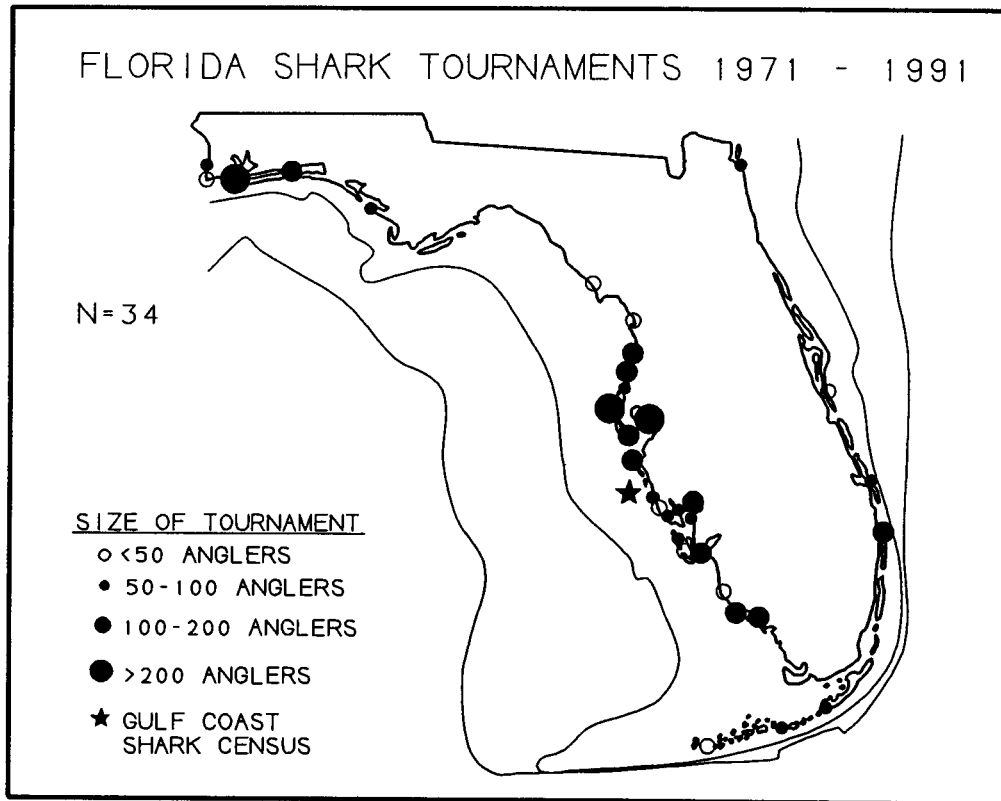 FLORIDA SHARK TOURNAMENTS 1971 - 1991
N=34
SIZE OF TOURNAMENT
<50 ANGLERS
50-100 ANGLERS
100-200 ANGLERS
>200 ANGLERS
GULF COAST
SHARK CENSUS